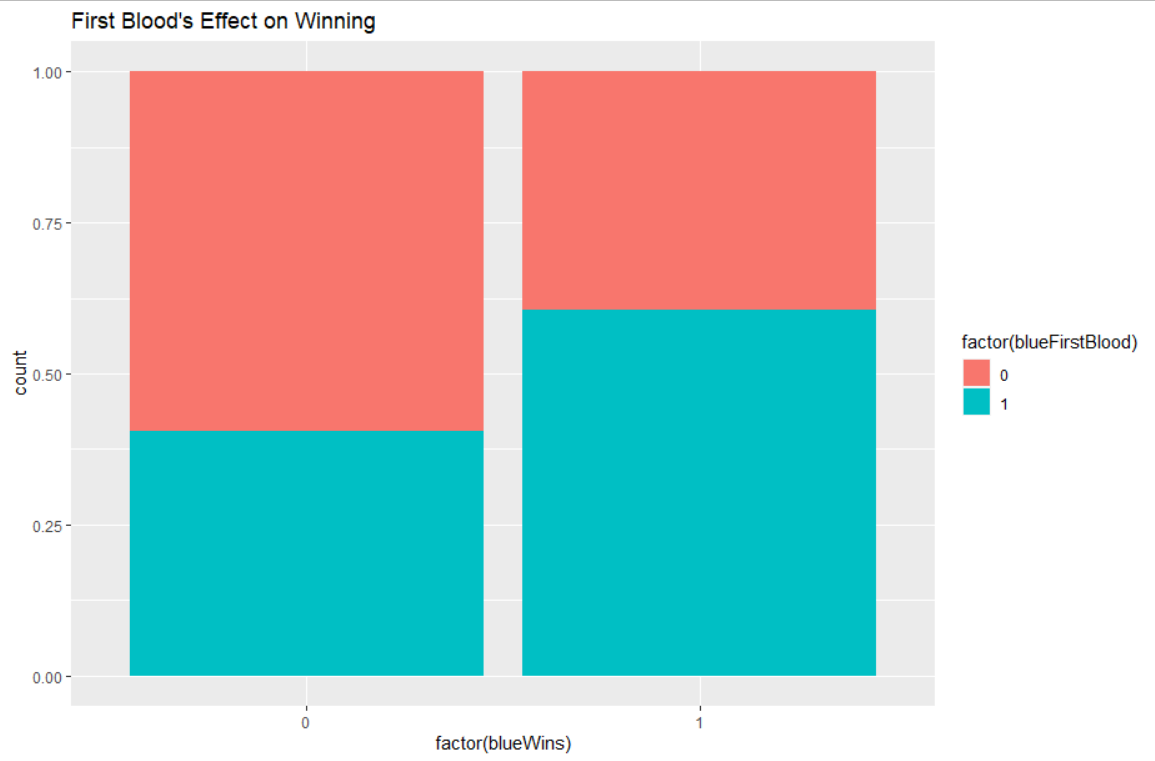 First Blood's Effect on Winning
1.00
0.75
0.50
0.25
0.00
count
0
1
factor(blueWins)
factor(blueFirstBlood)
0
1